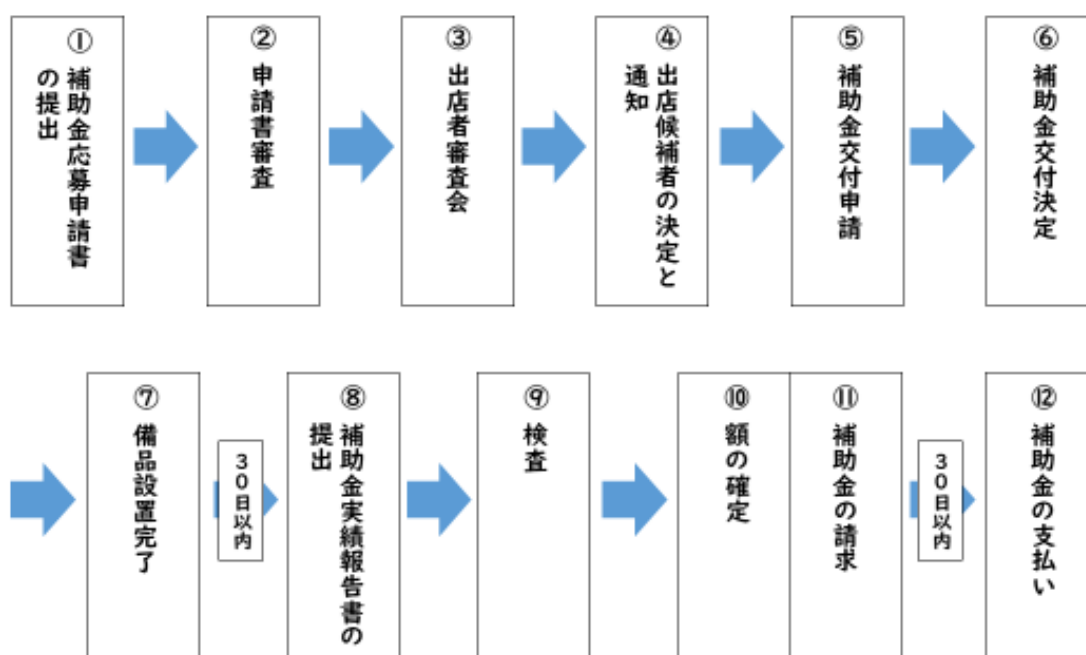 ① 補助金応募申請書
の提出
② 申請書審査
③ 出店者審査会
④ 出店候補者の決定と
通知
⑤ 補助金交付申請
⑥ 補助金交付決定
⑦ 備品設置完了
30日以内
⑧ 補助金実績報告書の
提出
⑨ 検査
⑩ 額の確定
⑪ 補助金の請求
30日以内
⑫ 補助金の支払い